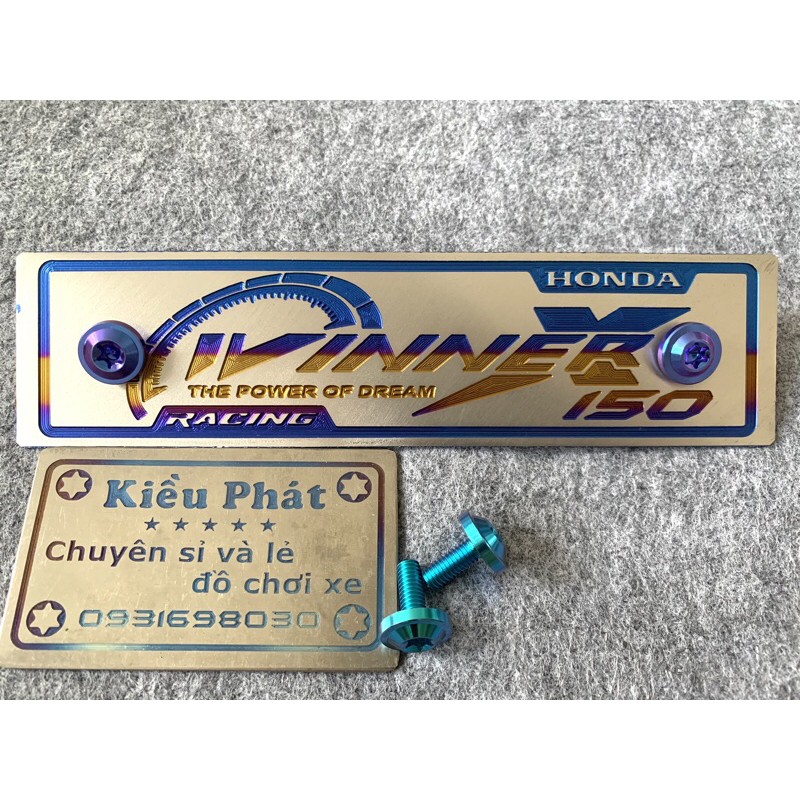 HONDA
WINNER X
THE POWER OF DREAM
150
RACING
Kiều Phát
Chuyên sỉ và lẻ
đồ chơi xe
0931698030